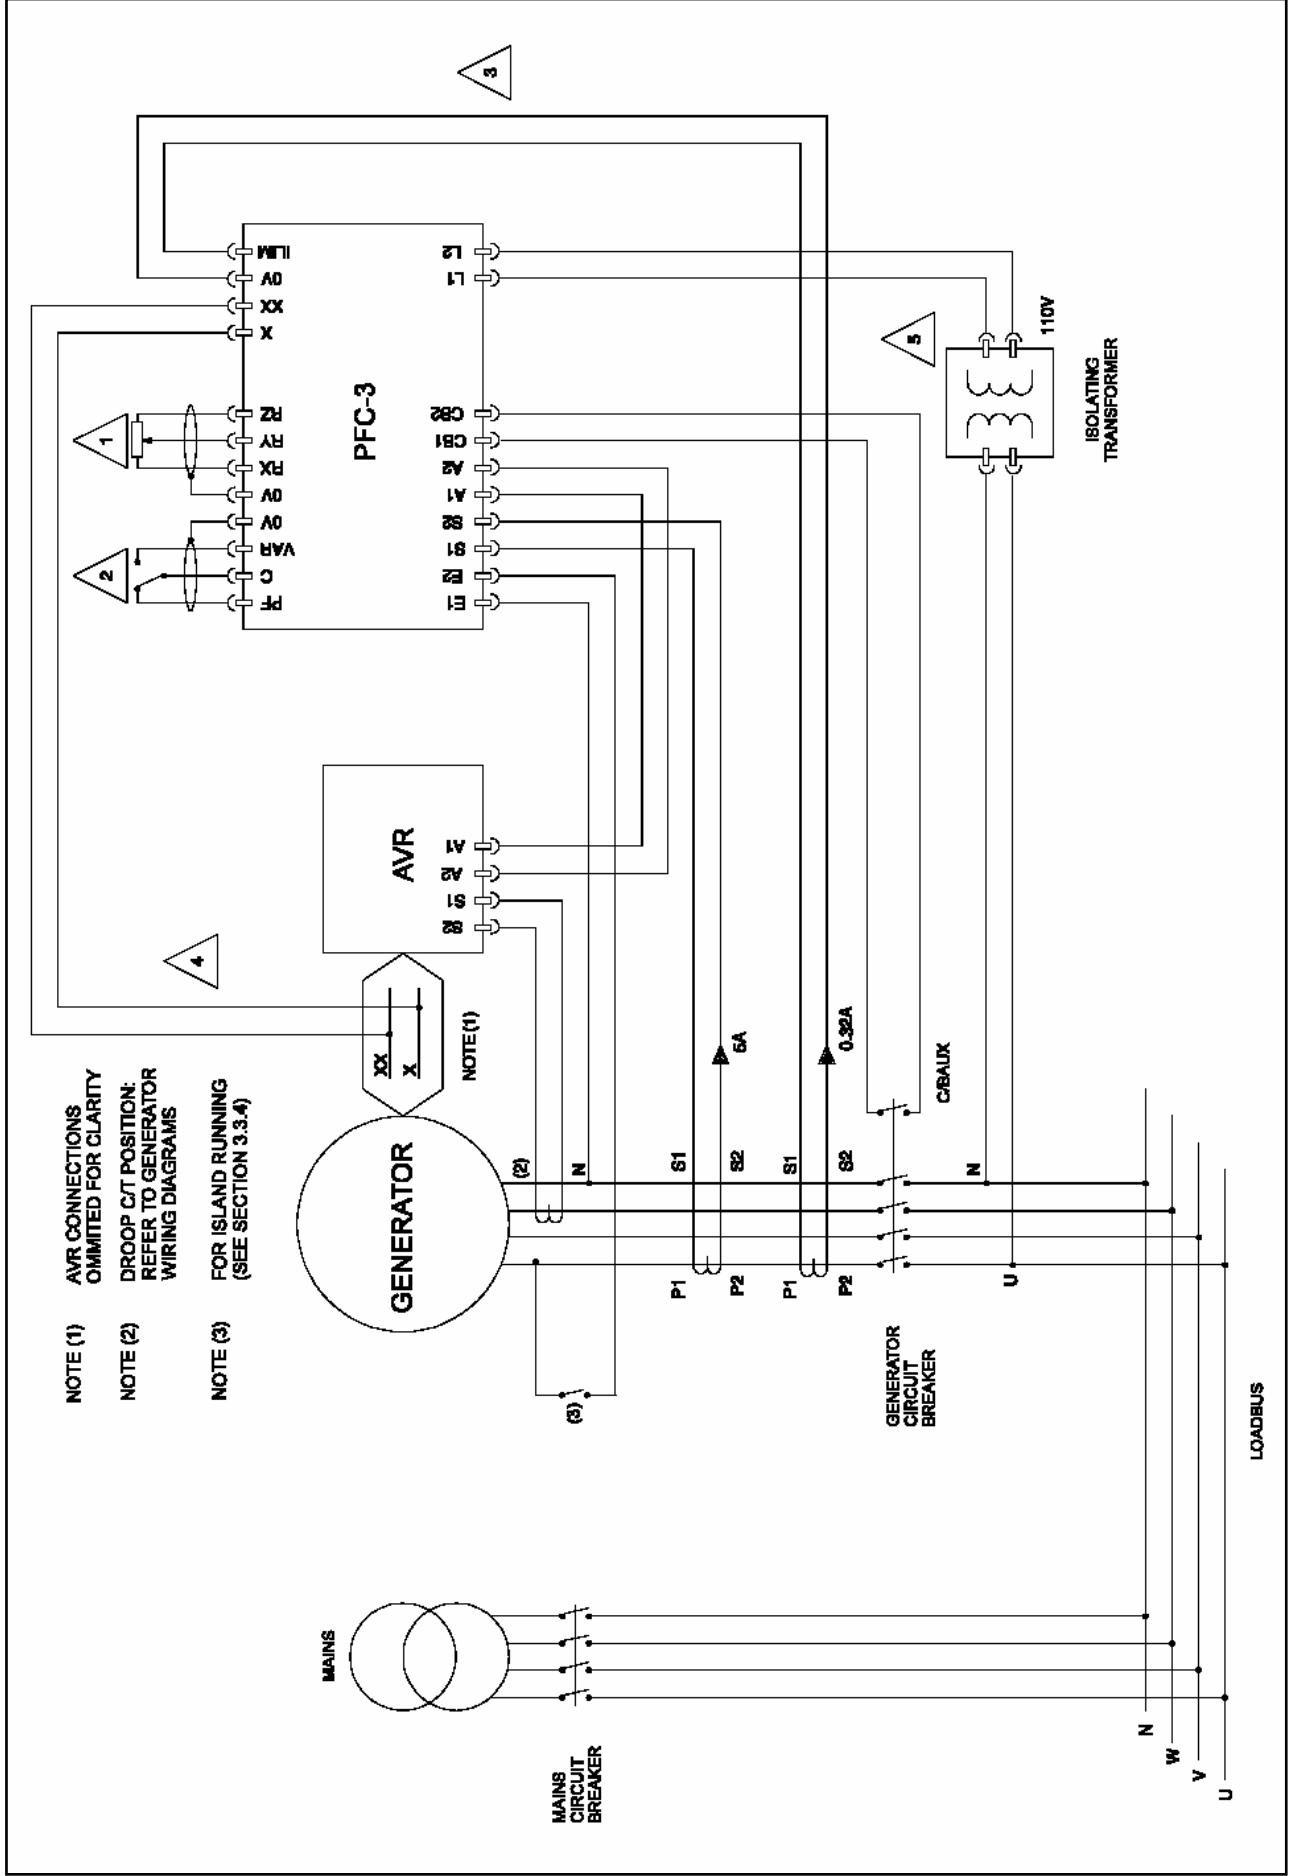 NOTE (1) AVR CONNECTIONS
OMMITED FOR CLARITY
NOTE (2) DROOP C/T POSITION:
REFER TO GENERATOR
WIRING DIAGRAMS
NOTE (3) FOR ISLAND RUNNING
(SEE SECTION 3.3.4)
4
2
1
3
PF
C
VAR
0V
0V
RX
RY
RZ
X
XX
0V
ILIM
PFC-3
E1
E2
S1
S2
A1
A2
CB1
CB2
L1
L2
MAINS
GENERATOR
XX
X
NOTE(1)
AVR
S2
S1
A2
A1
MAINS
CIRCUIT
BREAKER
(3)
(2)
N
P1
S1
P2
S2
5A
P1
S1
P2
S2
0.32A
GENERATOR
CIRCUIT
BREAKER
C/BAUX
N
U
5
110V
ISOLATING
TRANSFORMER
N
W
V
U
LOADBUS